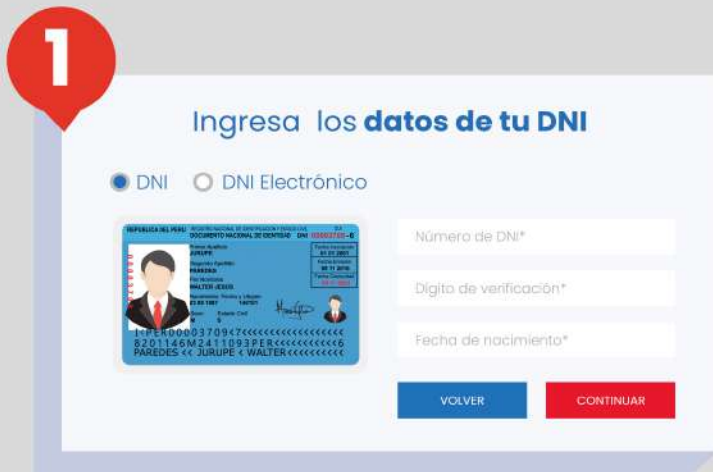 1
Ingresa los datos de tu DNI
DNI
DNI Electrónico
REPUBLICA DEL PERU
DOCUMENTO NACIONAL DE IDENTIDAD DNI
Primer Apellido
JURUPE
Segundo Apellido
PAREDES
Pre Nombres
WALTER JESUS
M S
I<PER00003709<7<<<<<<<<<<<<<<<
8201146M2411093PER<<<<<<<<<<<6
PAREDES << JURUPE < WALTER<<<<<<<<<<
Número de DNI*
Dígito de verificación*
Fecha de nacimiento*
VOLVER
CONTINUAR